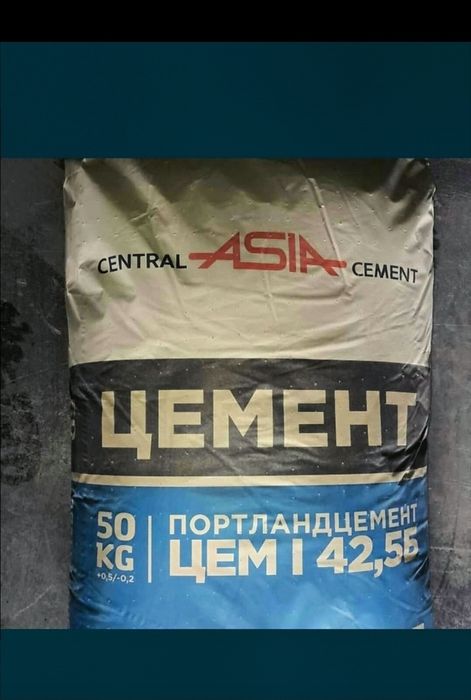 CENTRAL ASIA CEMENT
ЦЕМЕНТ
50 KG
+0,5/-0,2
ПОРТЛАНДЦЕМЕНТ
ЦЕМ I 42,5Б